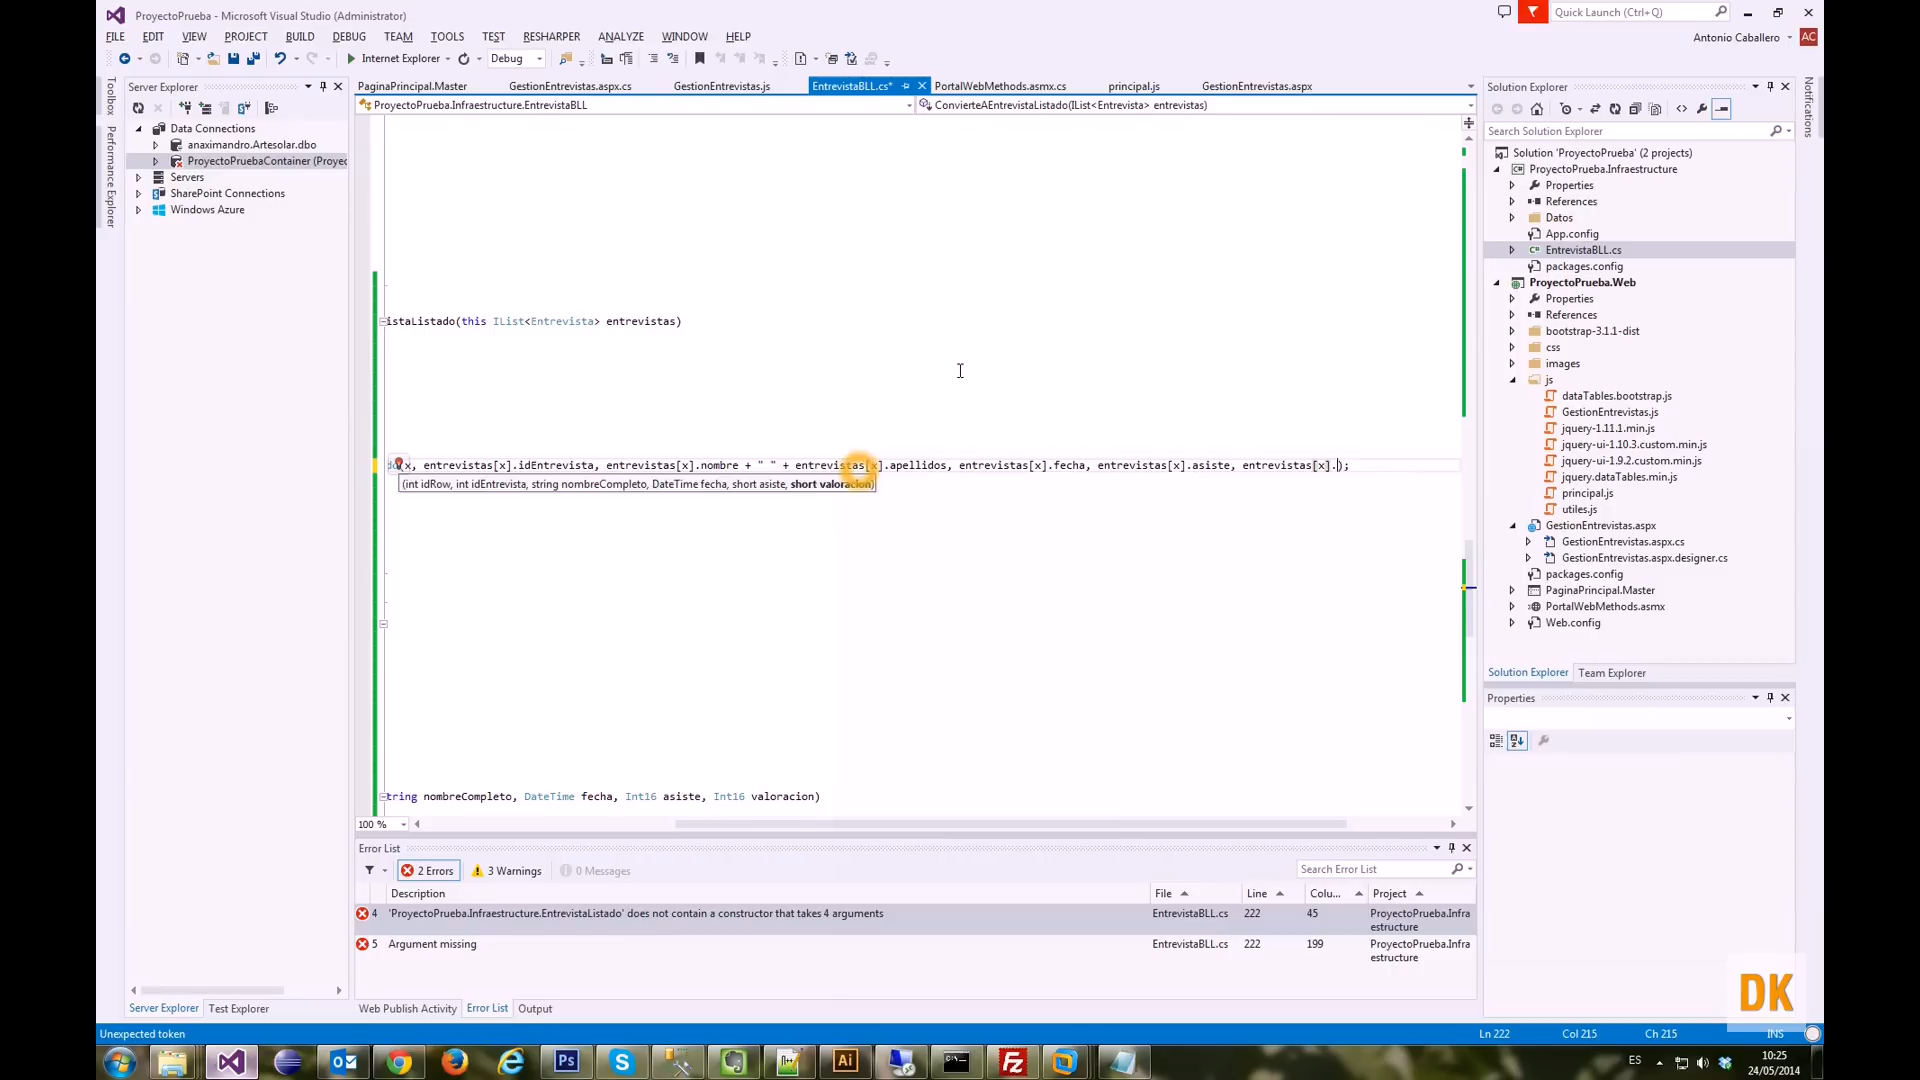 ProyectoPrueba - Microsoft Visual Studio (Administrator)
Quick Launch (Ctrl+Q)
FILE EDIT VIEW PROJECT BUILD DEBUG TEAM TOOLS TEST RESHARPER ANALYZE WINDOW HELP
Antonio Caballero AC
Internet Explorer Debug
Server Explorer
Toolbox
Performance Explorer
Data Connections
anaximandro.Artesolar.dbo
ProyectoPruebaContainer (Proyec
Servers
SharePoint Connections
Windows Azure
Server Explorer Test Explorer
PaginaPrincipal.Master GestionEntrevistas.aspx.cs GestionEntrevistas.js EntrevistaBLL.cs* PortalWebMethods.asmx.cs principal.js GestionEntrevistas.aspx
ProyectoPrueba.Infraestructure.EntrevistaBLL ConvierteAEntrevistaListado(IList<Entrevista> entrevistas)
istaListado(this IList<Entrevista> entrevistas)
(x, entrevistas[x].idEntrevista, entrevistas[x].nombre + " " + entrevistas[x].apellidos, entrevistas[x].fecha, entrevistas[x].asiste, entrevistas[x].);
(int idRow, int idEntrevista, string nombreCompleto, DateTime fecha, short asiste, short valoracion)
tring nombreCompleto, DateTime fecha, Int16 asiste, Int16 valoracion)
100 %
Error List
2 Errors 3 Warnings 0 Messages
Search Error List
Description File Line Colu... Project
4 'ProyectoPrueba.Infraestructure.EntrevistaListado' does not contain a constructor that takes 4 arguments EntrevistaBLL.cs 222 45 ProyectoPrueba.Infra
estructure
5 Argument missing EntrevistaBLL.cs 222 199 ProyectoPrueba.Infra
estructure
Web Publish Activity Error List Output
Solution Explorer
Notifications
Search Solution Explorer
Solution 'ProyectoPrueba' (2 projects)
ProyectoPrueba.Infraestructure
Properties
References
Datos
App.config
EntrevistaBLL.cs
packages.config
ProyectoPrueba.Web
Properties
References
bootstrap-3.1.1-dist
css
images
js
dataTables.bootstrap.js
GestionEntrevistas.js
jquery-1.11.1.min.js
jquery-ui-1.10.3.custom.min.js
jquery-ui-1.9.2.custom.min.js
jquery.dataTables.min.js
principal.js
utiles.js
GestionEntrevistas.aspx
GestionEntrevistas.aspx.cs
GestionEntrevistas.aspx.designer.cs
packages.config
PaginaPrincipal.Master
PortalWebMethods.asmx
Web.config
Solution Explorer Team Explorer
Properties
DK
Unexpected token Ln 222 Col 215 Ch 215 INS
ES
10:25
24/05/2014